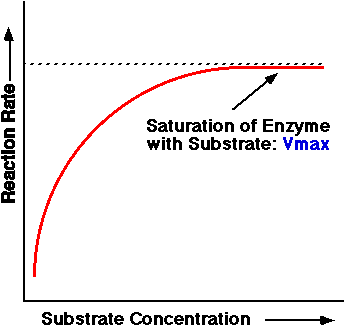 Reaction Rate
Saturation of Enzyme
with Substrate: Vmax
Substrate Concentration